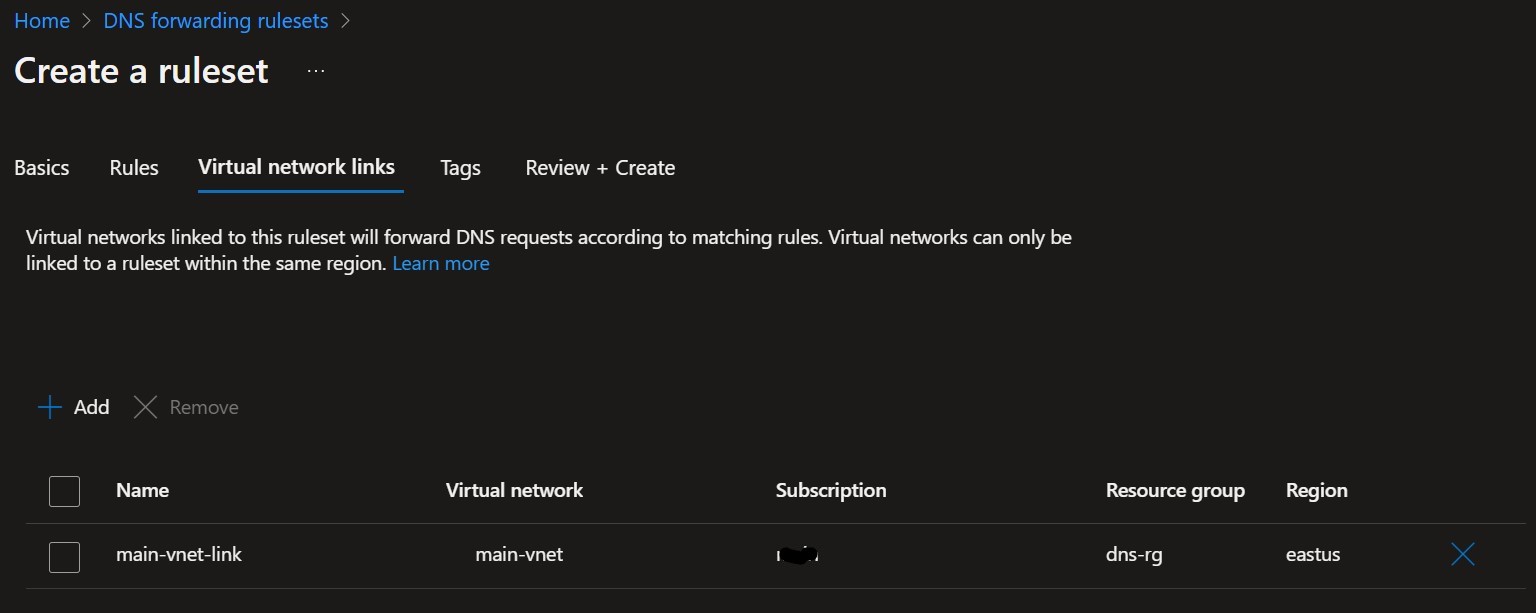 Home > DNS forwarding rulesets >
Create a ruleset ...
Basics Rules Virtual network links Tags Review + Create
Virtual networks linked to this ruleset will forward DNS requests according to matching rules. Virtual networks can only be
linked to a ruleset within the same region. Learn more
+ Add × Remove
Name Virtual network Subscription Resource group Region
main-vnet-link main-vnet dns-rg eastus